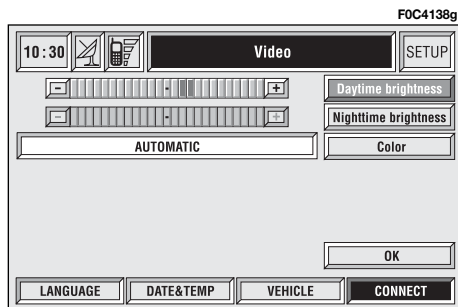 F0C4138g
10:30 Video SETUP
- + Daytime brightness
- + Nighttime brightness
AUTOMATIC Color
OK
LANGUAGE DATE&TEMP VEHICLE CONNECT